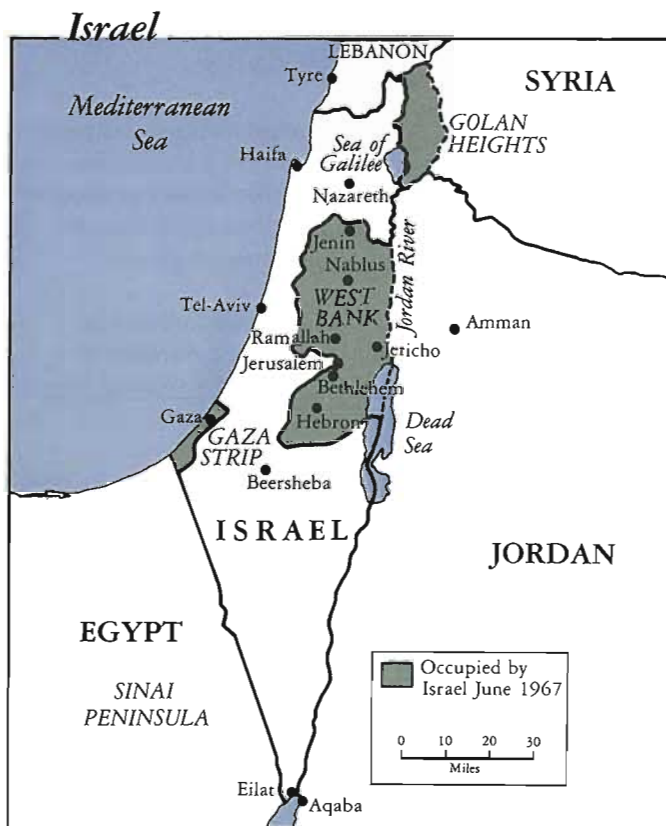 Israel
LEBANON
Tyre
SYRIA
Mediterranean
Sea
GOLAN
HEIGHTS
Sea of
Galilee
Haifa
Nazareth
Jenin
Nablus
Jordan River
WEST
BANK
Tel-Aviv
Amman
Ramallah
Jericho
Jerusalem
Bethlehem
Gaza
Hebron
Dead
Sea
GAZA
STRIP
Beersheba
ISRAEL
JORDAN
EGYPT
SINAI
PENINSULA
Occupied by
Israel June 1967
0 10 20 30
Miles
Eilat
Aqaba